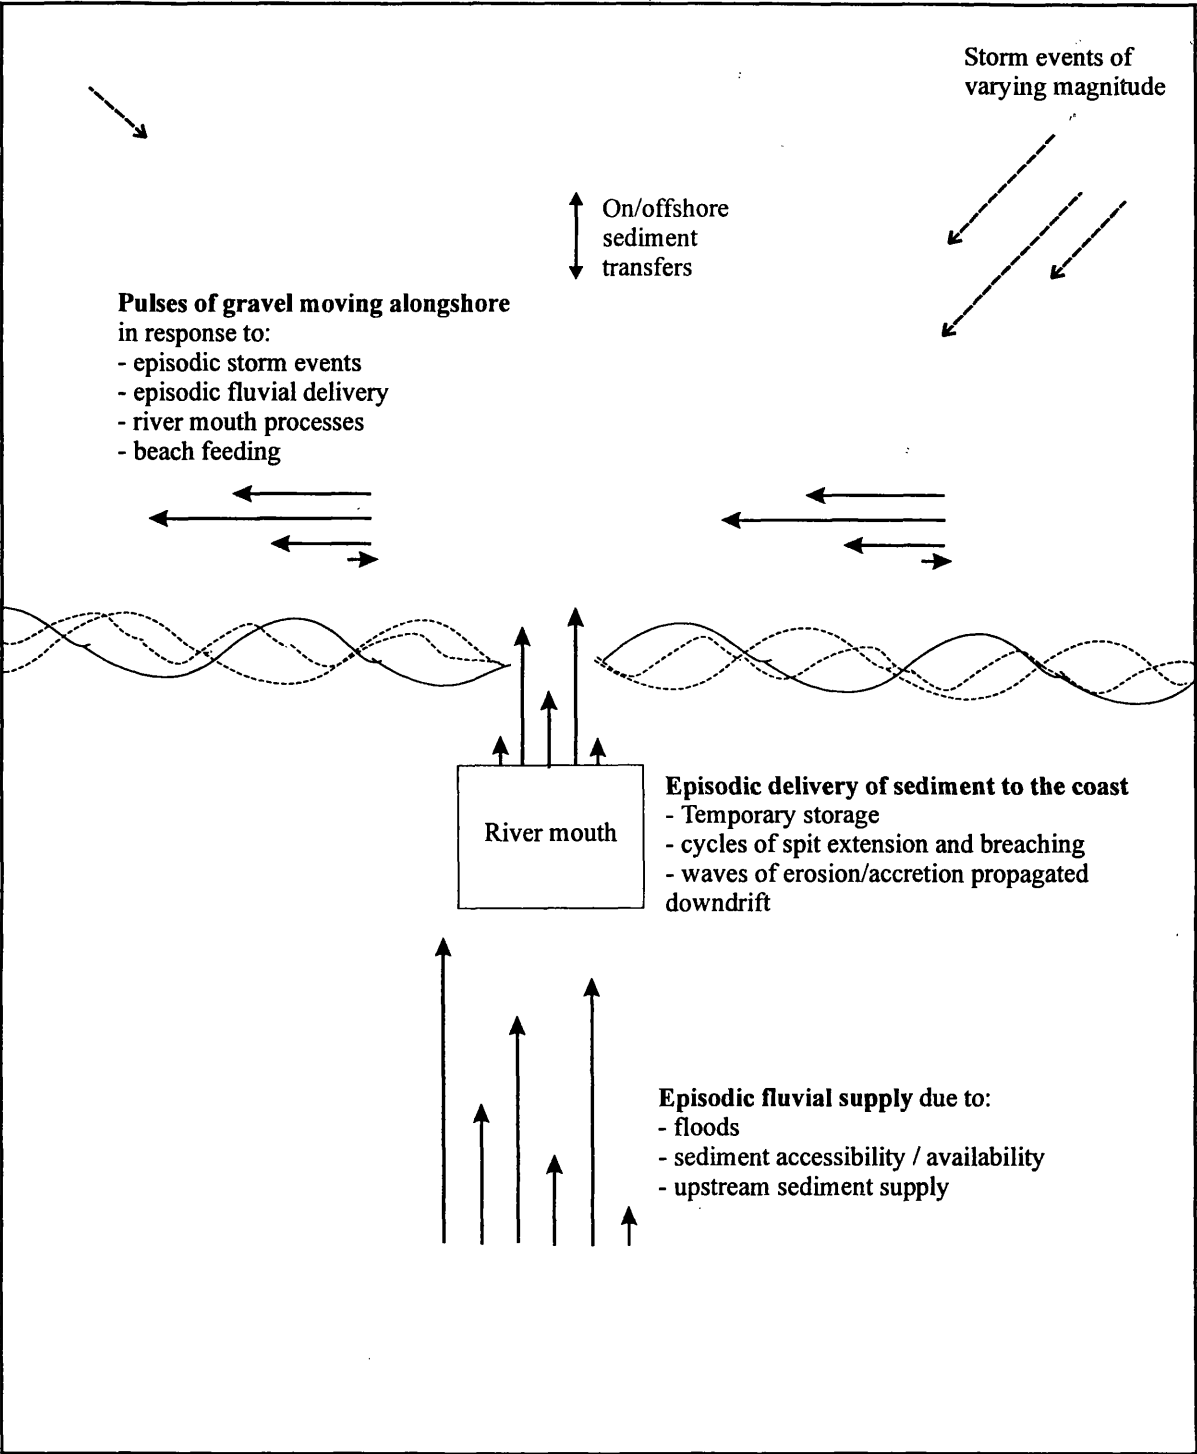 Storm events of
varying magnitude
On/offshore
sediment
transfers
Pulses of gravel moving alongshore
in response to:
- episodic storm events
- episodic fluvial delivery
- river mouth processes
- beach feeding
River mouth
Episodic delivery of sediment to the coast
- Temporary storage
- cycles of spit extension and breaching
- waves of erosion/accretion propagated
downdrift
Episodic fluvial supply due to:
- floods
- sediment accessibility / availability
- upstream sediment supply